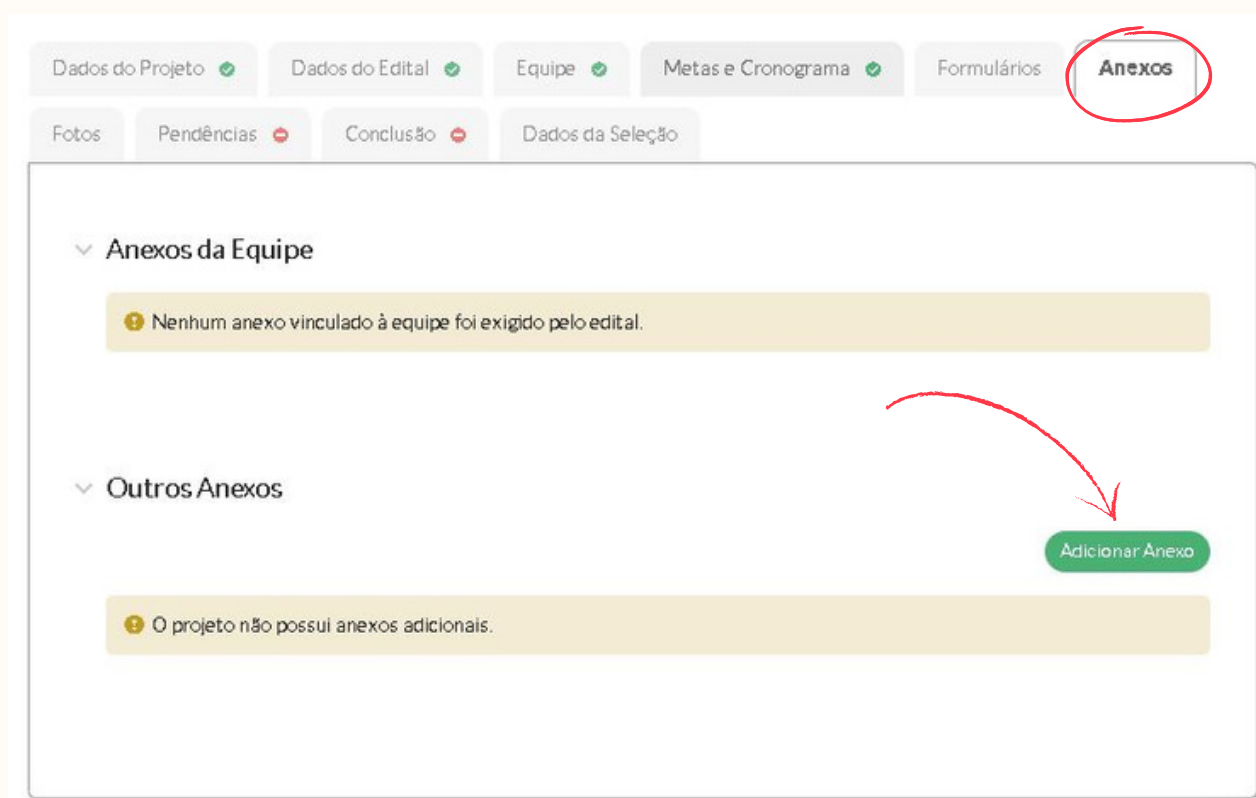 Dados do Projeto Dados do Edital Equipe Metas e Cronograma Formulários Anexos
Fotos Pendências Conclusão Dados da Seleção
Anexos da Equipe
Nenhum anexo vinculado à equipe foi exigido pelo edital.
Outros Anexos
Adicionar Anexo
O projeto não possui anexos adicionais.